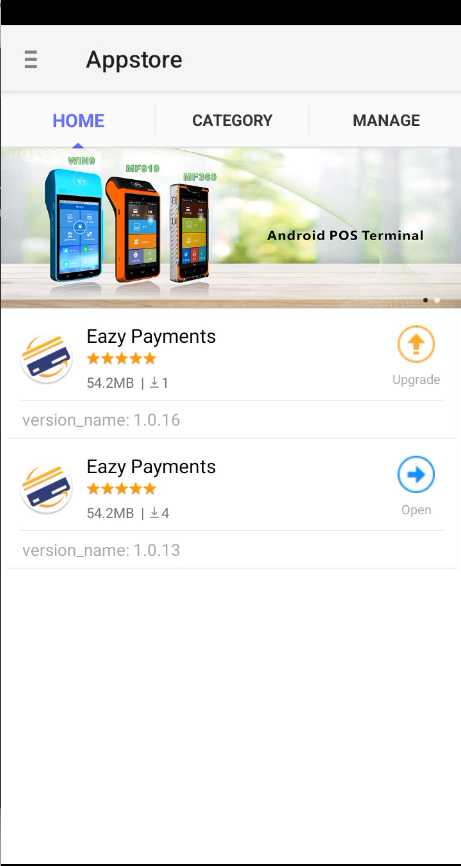 Appstore
HOME
CATEGORY
MANAGE
WIN9
MF919
MF360
Android POS Terminal
Eazy Payments
54.2MB | 1
Upgrade
version_name: 1.0.16
Eazy Payments
54.2MB | 4
Open
version_name: 1.0.13